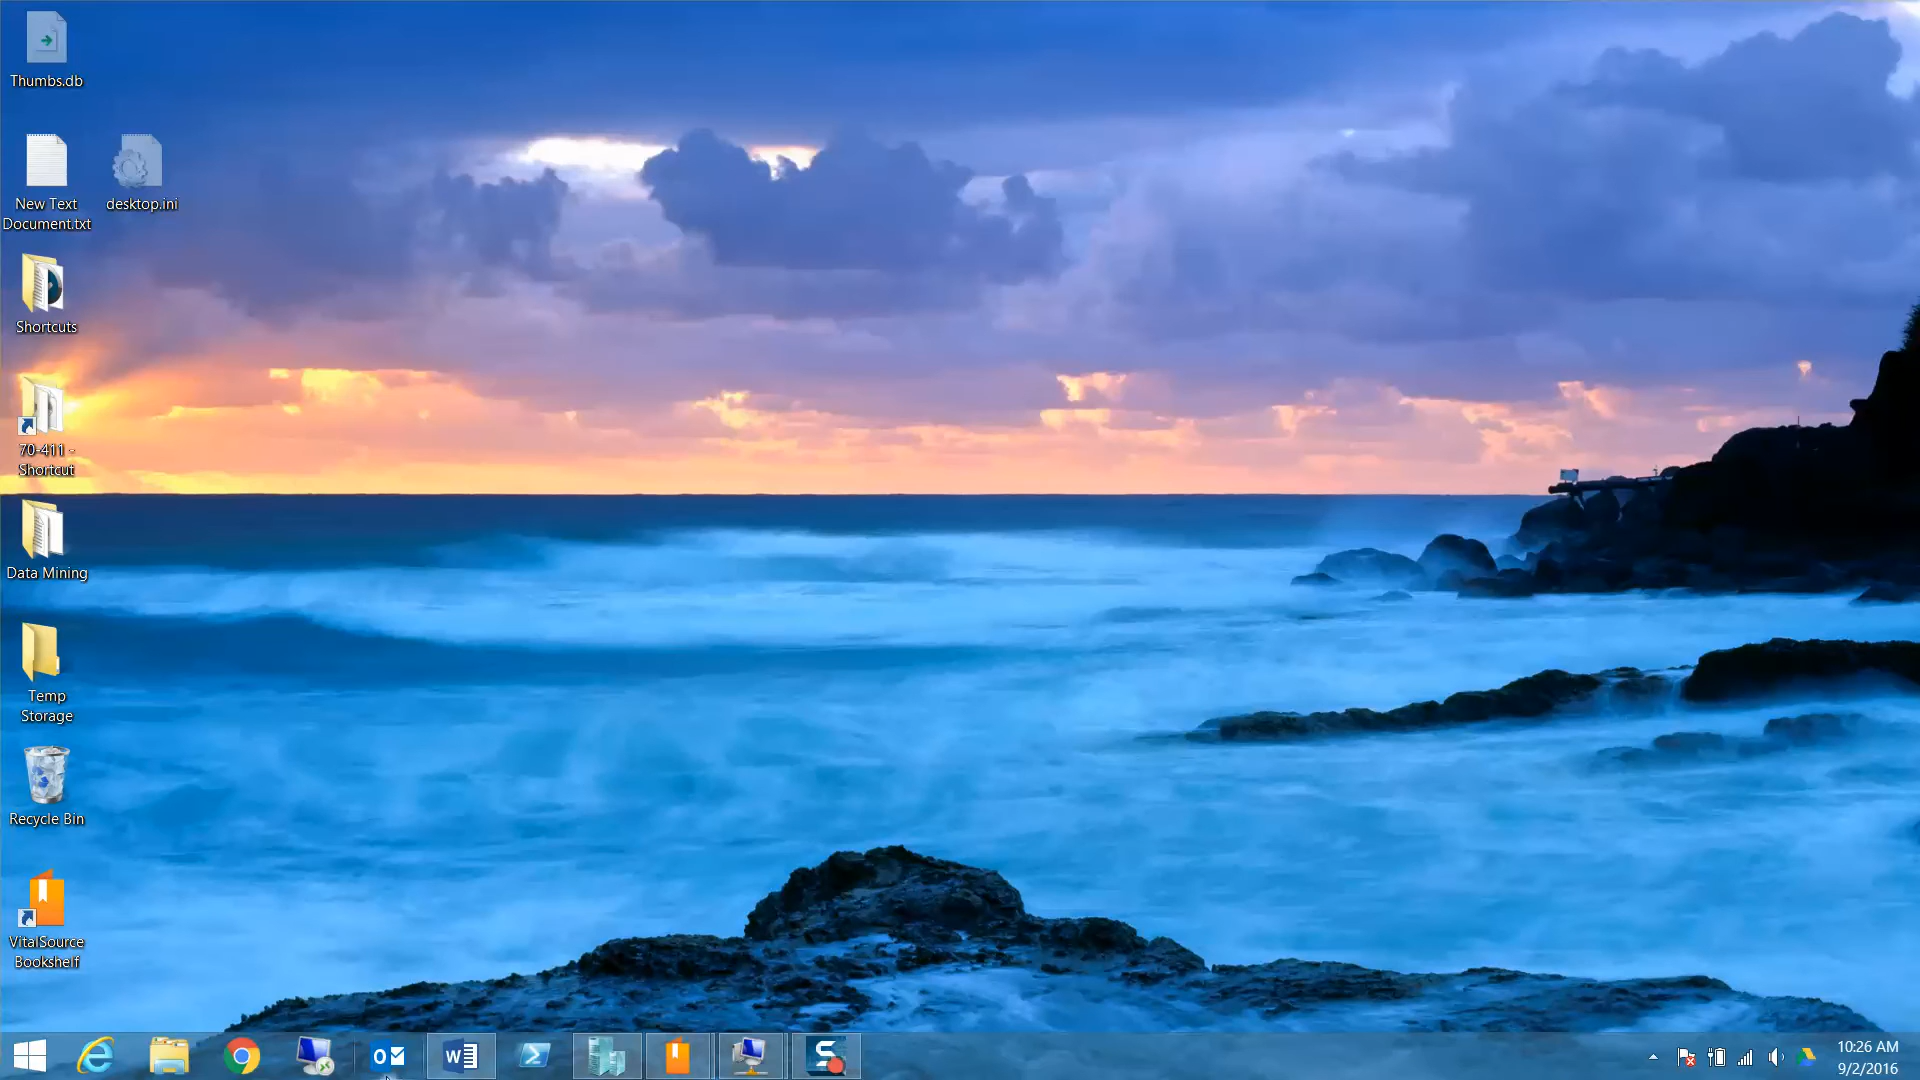 Thumbs.db
New Text
Document.txt
desktop.ini
Shortcuts
70-411 -
Shortcut
Data Mining
Temp
Storage
Recycle Bin
VitalSource
Bookshelf
10:26 AM
9/2/2016